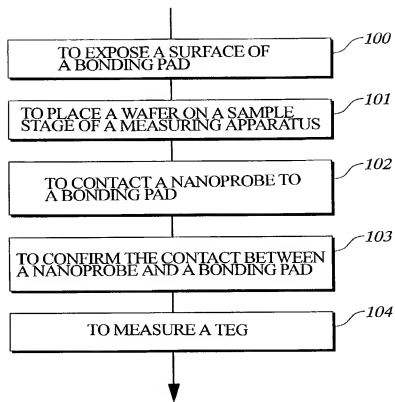 TO EXPOSE A SURFACE OF
A BONDING PAD
100
TO PLACE A WAFER ON A SAMPLE
STAGE OF A MEASURING APPARATUS
101
TO CONTACT A NANOPROBE TO
A BONDING PAD
102
TO CONFIRM THE CONTACT BETWEEN
A NANOPROBE AND A BONDING PAD
103
TO MEASURE A TEG
104